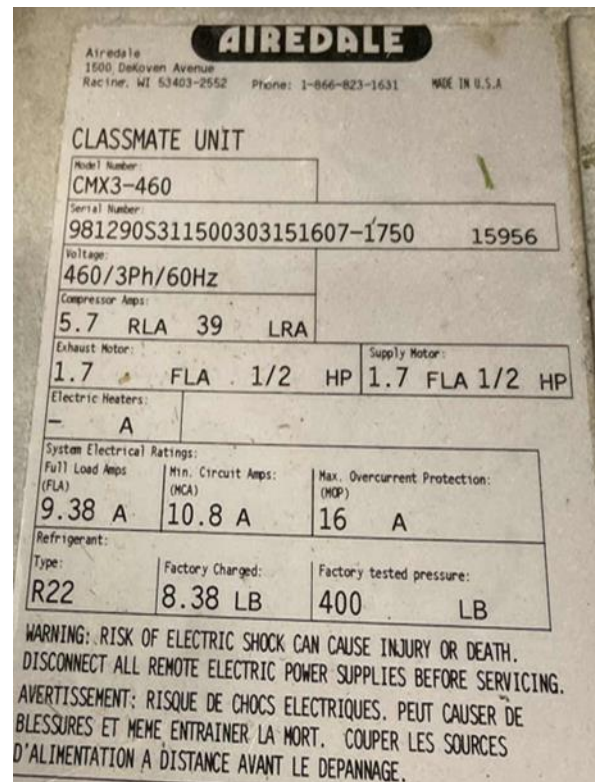 AIREDALE
Airedale
1500 DeKoven Avenue
Racine, WI 53403-2552 Phone: 1-866-823-1631 MADE IN U.S.A
CLASSMATE UNIT
Model Number:
CMX3-460
Serial Number:
981290S311500303151607-1750 15956
Voltage:
460/3Ph/60Hz
Compressor Amps:
5.7 RLA 39 LRA
Exhaust Motor: Supply Motor:
1.7 FLA 1/2 HP 1.7 FLA 1/2 HP
Electric Heaters:
- A
System Electrical Ratings:
Full Load Amps Min. Circuit Amps: Max. Overcurrent Protection:
(FLA) (MCA) (MOP)
9.38 A 10.8 A 16 A
Refrigerant:
Type: Factory Charged: Factory tested pressure:
R22 8.38 LB 400 LB
WARNING: RISK OF ELECTRIC SHOCK CAN CAUSE INJURY OR DEATH.
DISCONNECT ALL REMOTE ELECTRIC POWER SUPPLIES BEFORE SERVICING.
AVERTISSEMENT: RISQUE DE CHOCS ELECTRIQUES. PEUT CAUSER DE
BLESSURES ET MEME ENTRAINER LA MORT. COUPER LES SOURCES
D'ALIMENTATION A DISTANCE AVANT LE DEPANNAGE.